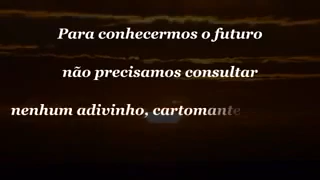 Para conhecermos o futuro
não precisamos consultar
nenhum adivinho, cartomante